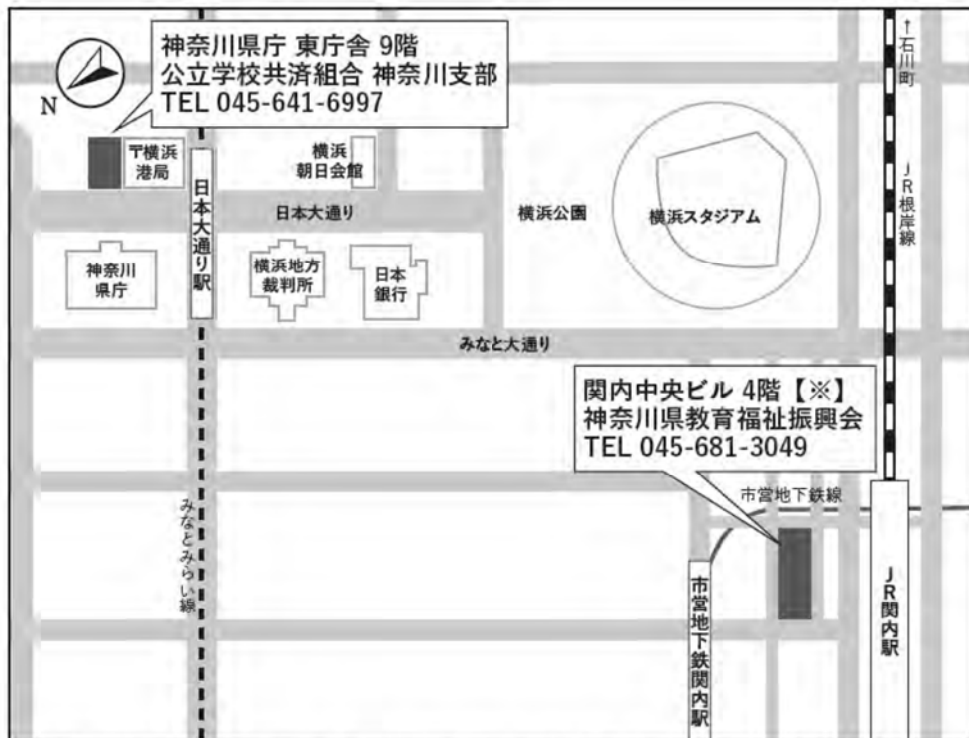 神奈川県庁 東庁舎 9階
公立学校共済組合 神奈川支部
TEL 045-641-6997
N
↑石川町
JR根岸線
〒横浜
港局
横浜
朝日会館
日本大通り駅
日本大通り
横浜公園
横浜スタジアム
神奈川
県庁
横浜地方
裁判所
日本
銀行
みなと大通り
関内中央ビル 4階【※】
神奈川県教育福祉振興会
TEL 045-681-3049
市営地下鉄線
みなとみらい線
市営地下鉄関内駅
JR関内駅